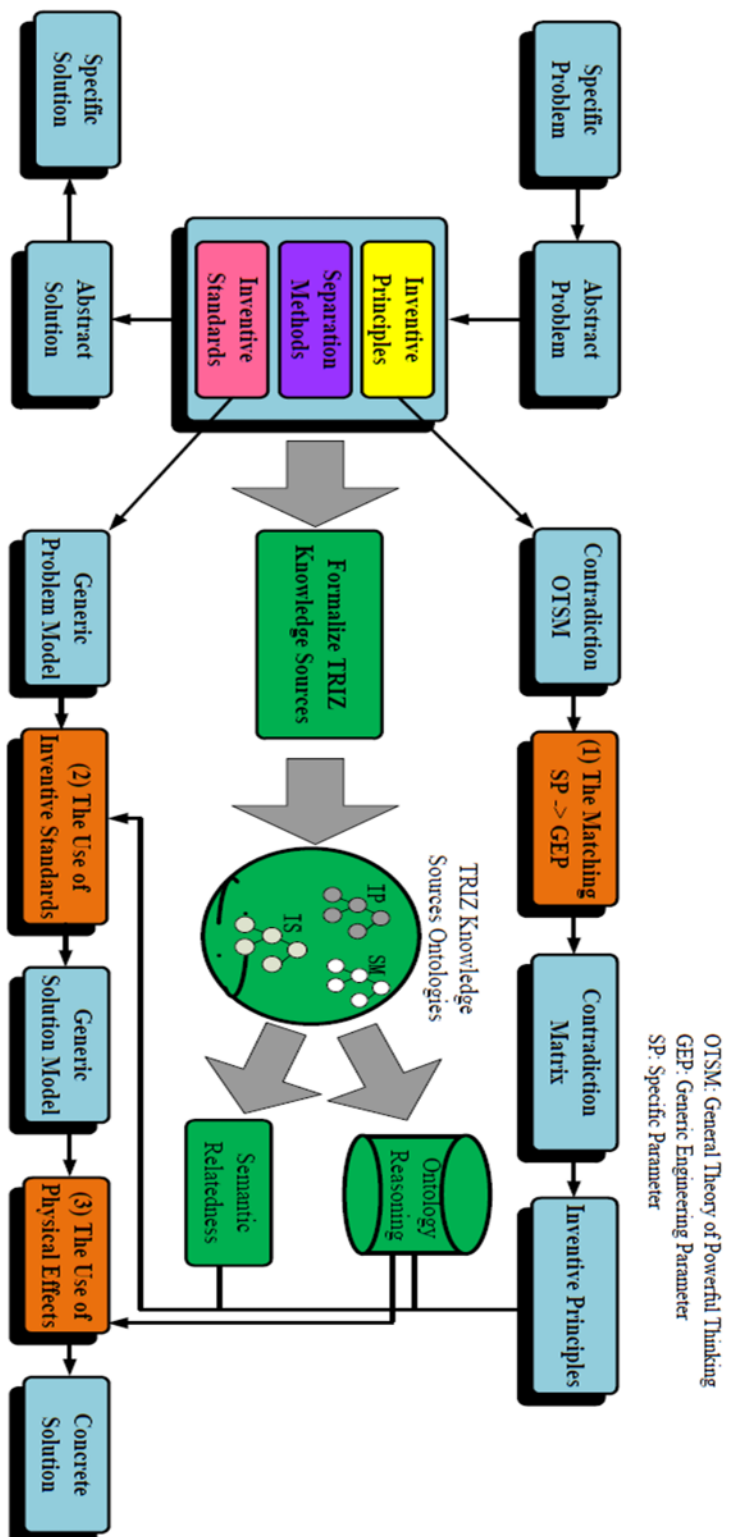 OTSM: General Theory of Powerful Thinking
GEP: Generic Engineering Parameter
SP: Specific Parameter
Specific
Problem
Abstract
Problem
Contradiction
OTSM
(1) The Matching
SP -> GEP
Contradiction
Matrix
Inventive Principles
Inventive
Principles
Separation
Methods
Inventive
Standards
Formalize TRIZ
Knowledge Sources
TRIZ Knowledge
Sources Ontologies
IP
SM
IS
Ontology
Reasoning
Semantic
Relatedness
Specific
Solution
Abstract
Solution
Generic
Problem Model
(2) The Use of
Inventive Standards
Generic
Solution Model
(3) The Use of
Physical Effects
Concrete
Solution